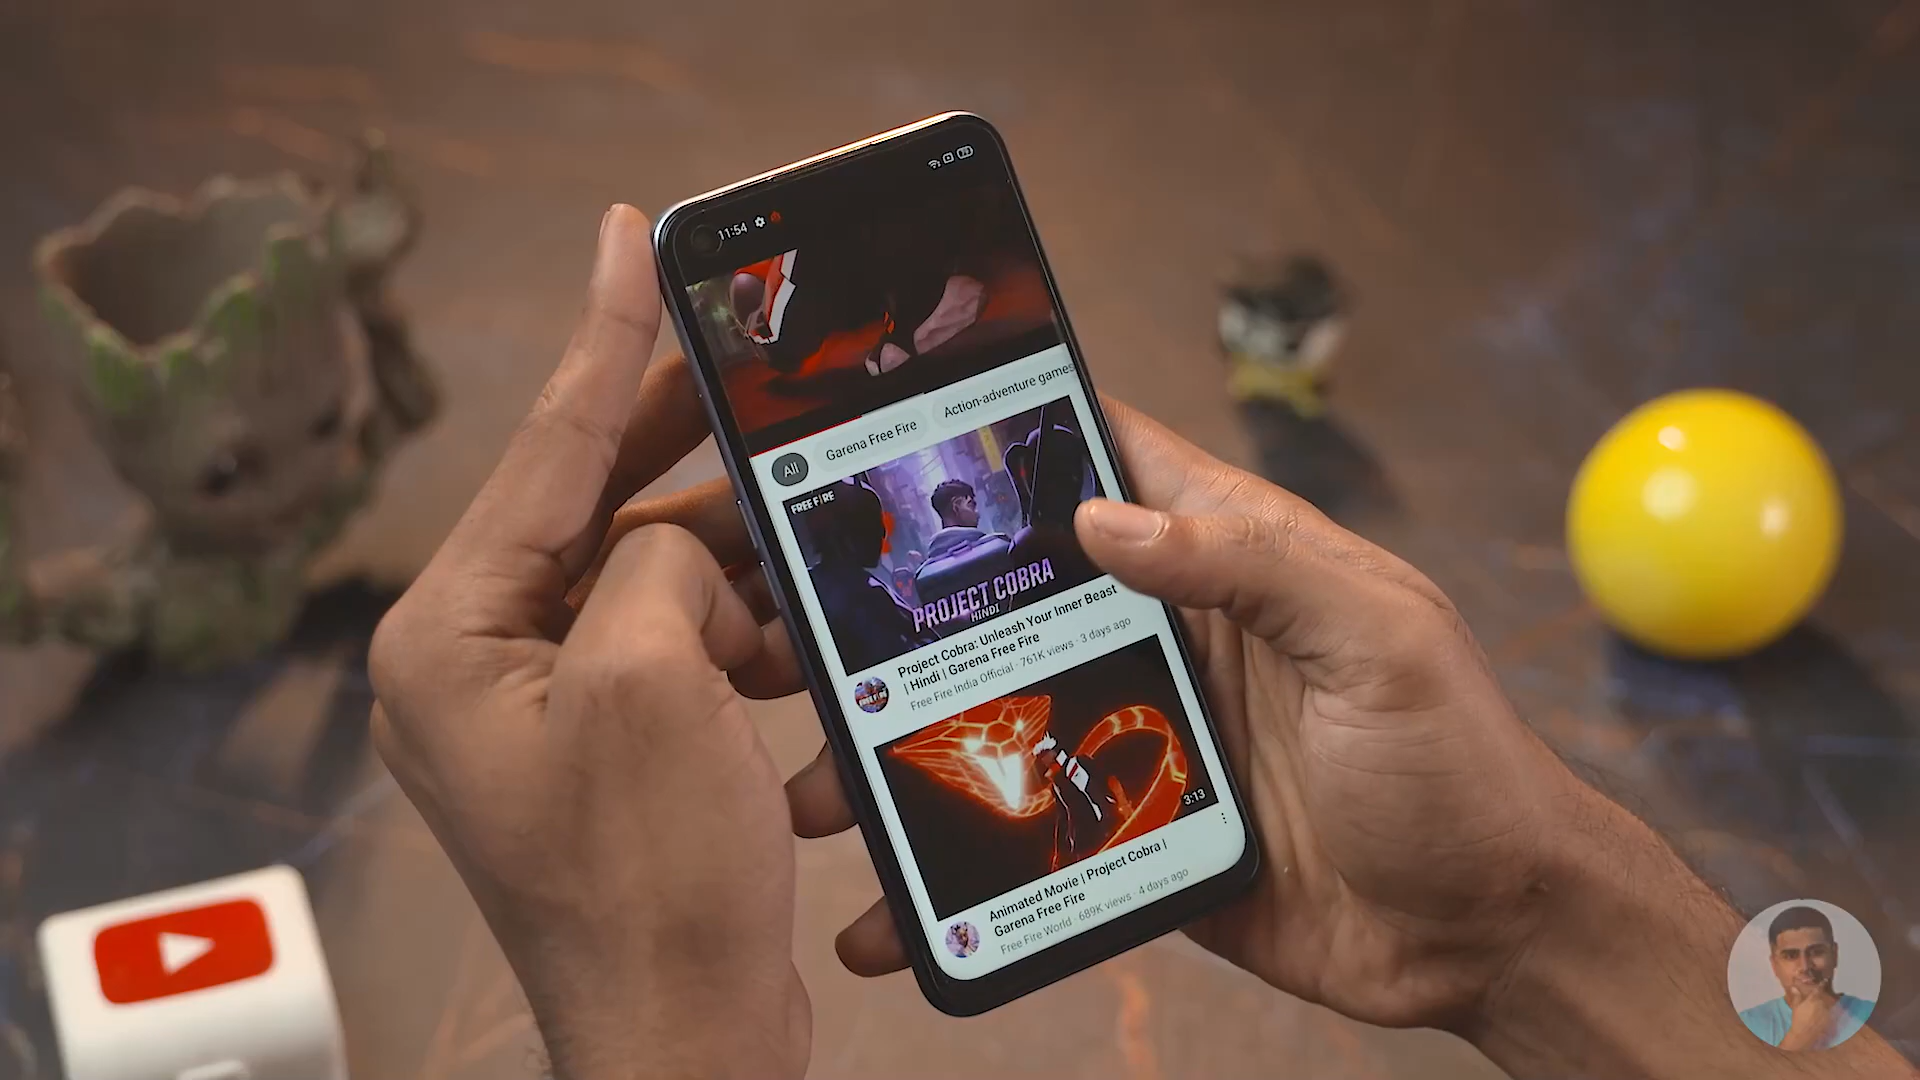 11:54
All
Garena Free Fire
Action-adventure games
FREE FIRE
PROJECT COBRA
HINDI
Project Cobra: Unleash Your Inner Beast
| Hindi | Garena Free Fire
Free Fire India Official · 761K views · 3 days ago
FREE FIRE
3:13
Animated Movie | Project Cobra |
Garena Free Fire
Free Fire World · 689K views · 4 days ago